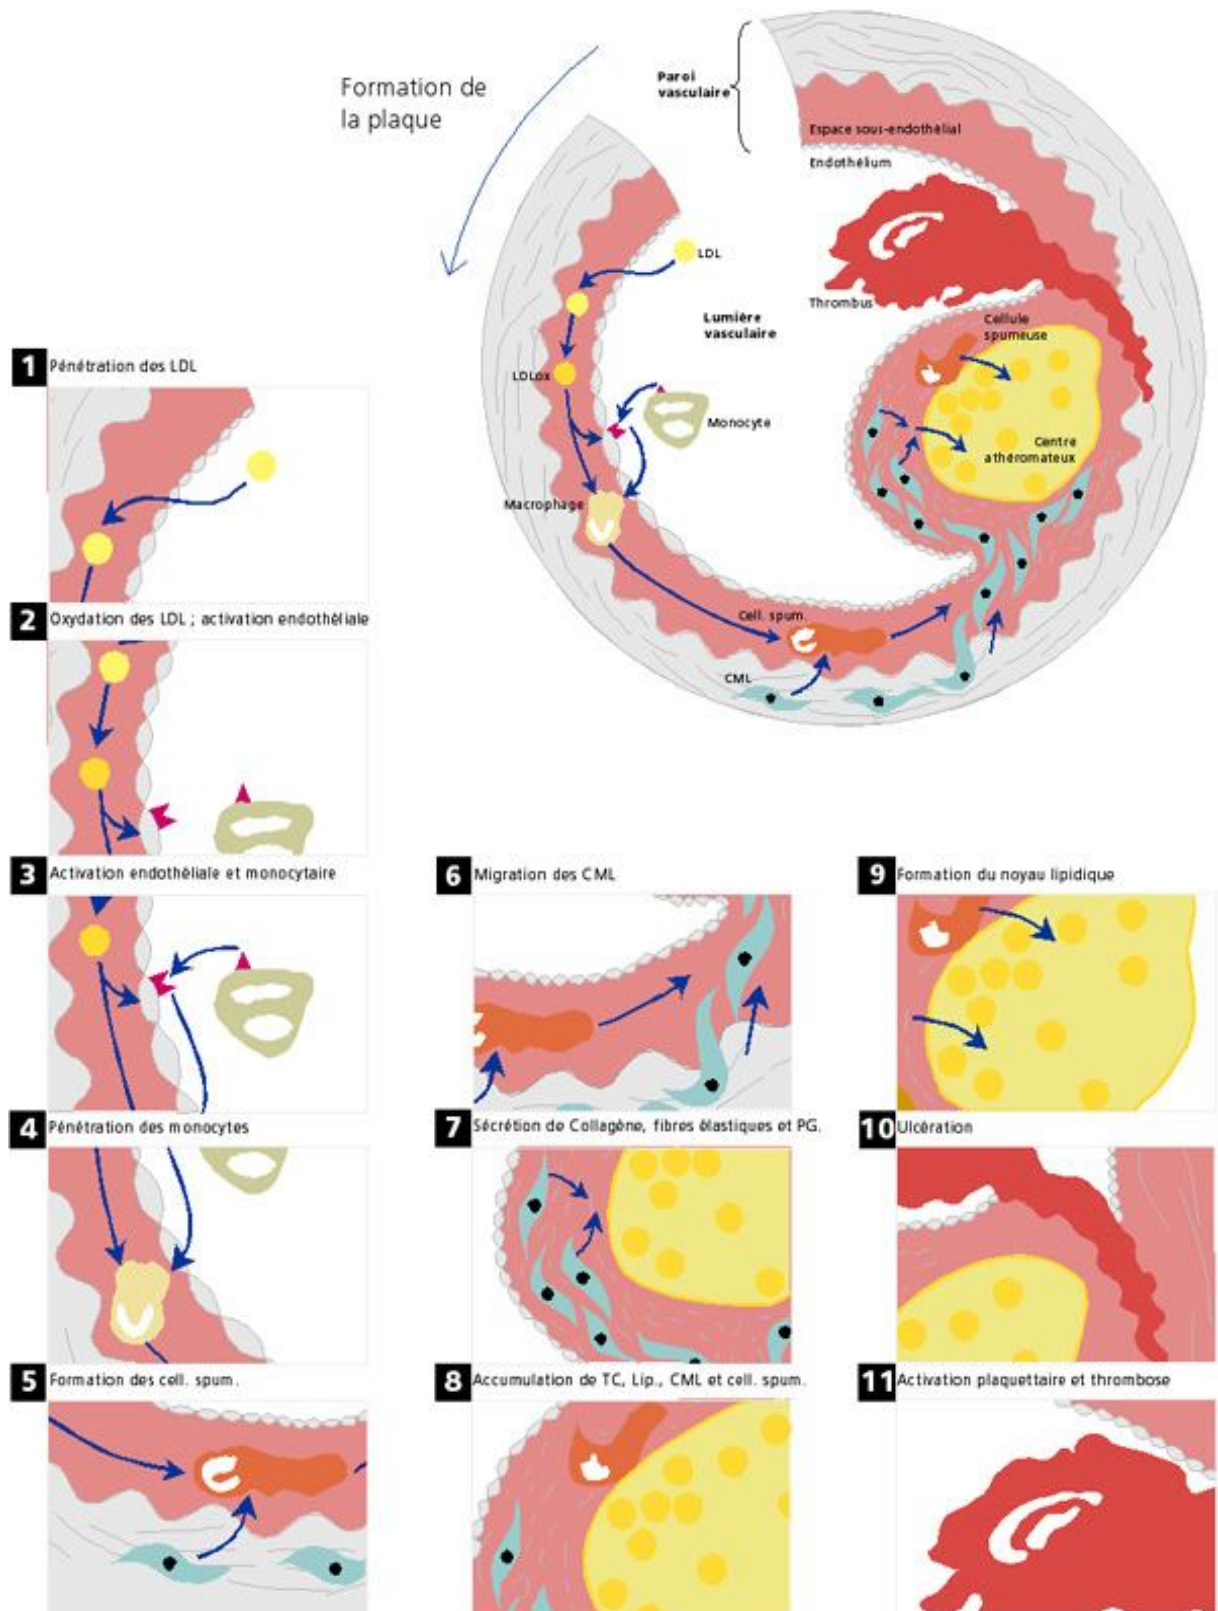 Formation de
la plaque
Paroi
vasculaire
Espace sous-endothélial
Endothélium
LDL
Thrombus
Lumière
vasculaire
Cellule
spumeuse
LDLox
Monocyte
Centre
athéromateux
Macrophage
Cell. spum.
CML
1 Pénétration des LDL
2 Oxydation des LDL ; activation endothéliale
3 Activation endothéliale et monocytaire
4 Pénétration des monocytes
5 Formation des cell. spum.
6 Migration des CML
7 Sécrétion de Collagène, fibres élastiques et PG.
8 Accumulation de TC, Lip., CML et cell. spum.
9 Formation du noyau lipidique
10 Ulcération
11 Activation plaquettaire et thrombose